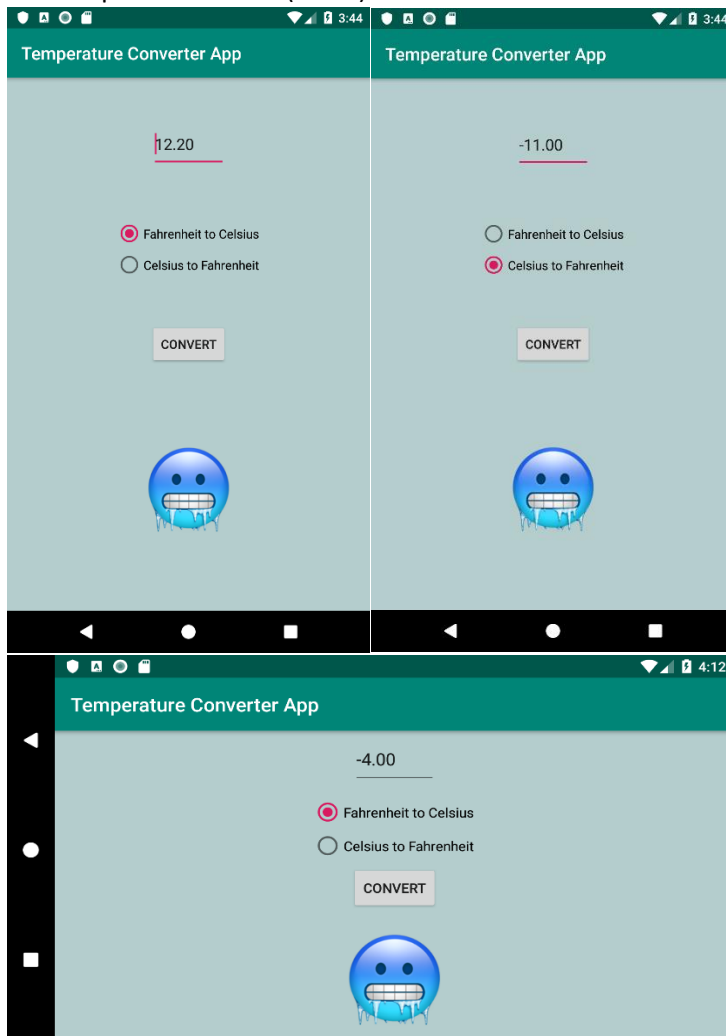 3:44
Temperature Converter App
12.20
Fahrenheit to Celsius
Celsius to Fahrenheit
CONVERT
3:44
Temperature Converter App
-11.00
Fahrenheit to Celsius
Celsius to Fahrenheit
CONVERT
4:12
Temperature Converter App
-4.00
Fahrenheit to Celsius
Celsius to Fahrenheit
CONVERT